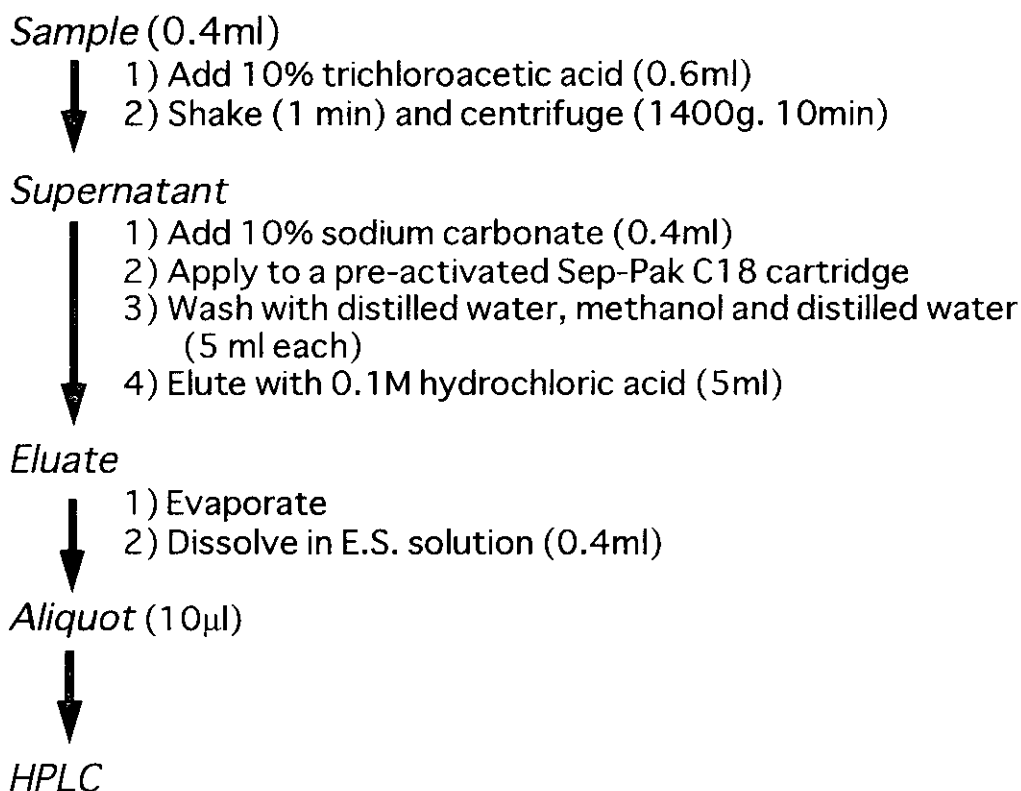 Sample (0.4ml)
1) Add 10% trichloroacetic acid (0.6ml)
2) Shake (1 min) and centrifuge (1400g. 10min)
Supernatant
1) Add 10% sodium carbonate (0.4ml)
2) Apply to a pre-activated Sep-Pak C18 cartridge
3) Wash with distilled water, methanol and distilled water
(5 ml each)
4) Elute with 0.1M hydrochloric acid (5ml)
Eluate
1) Evaporate
2) Dissolve in E.S. solution (0.4ml)
Aliquot (10μl)
HPLC